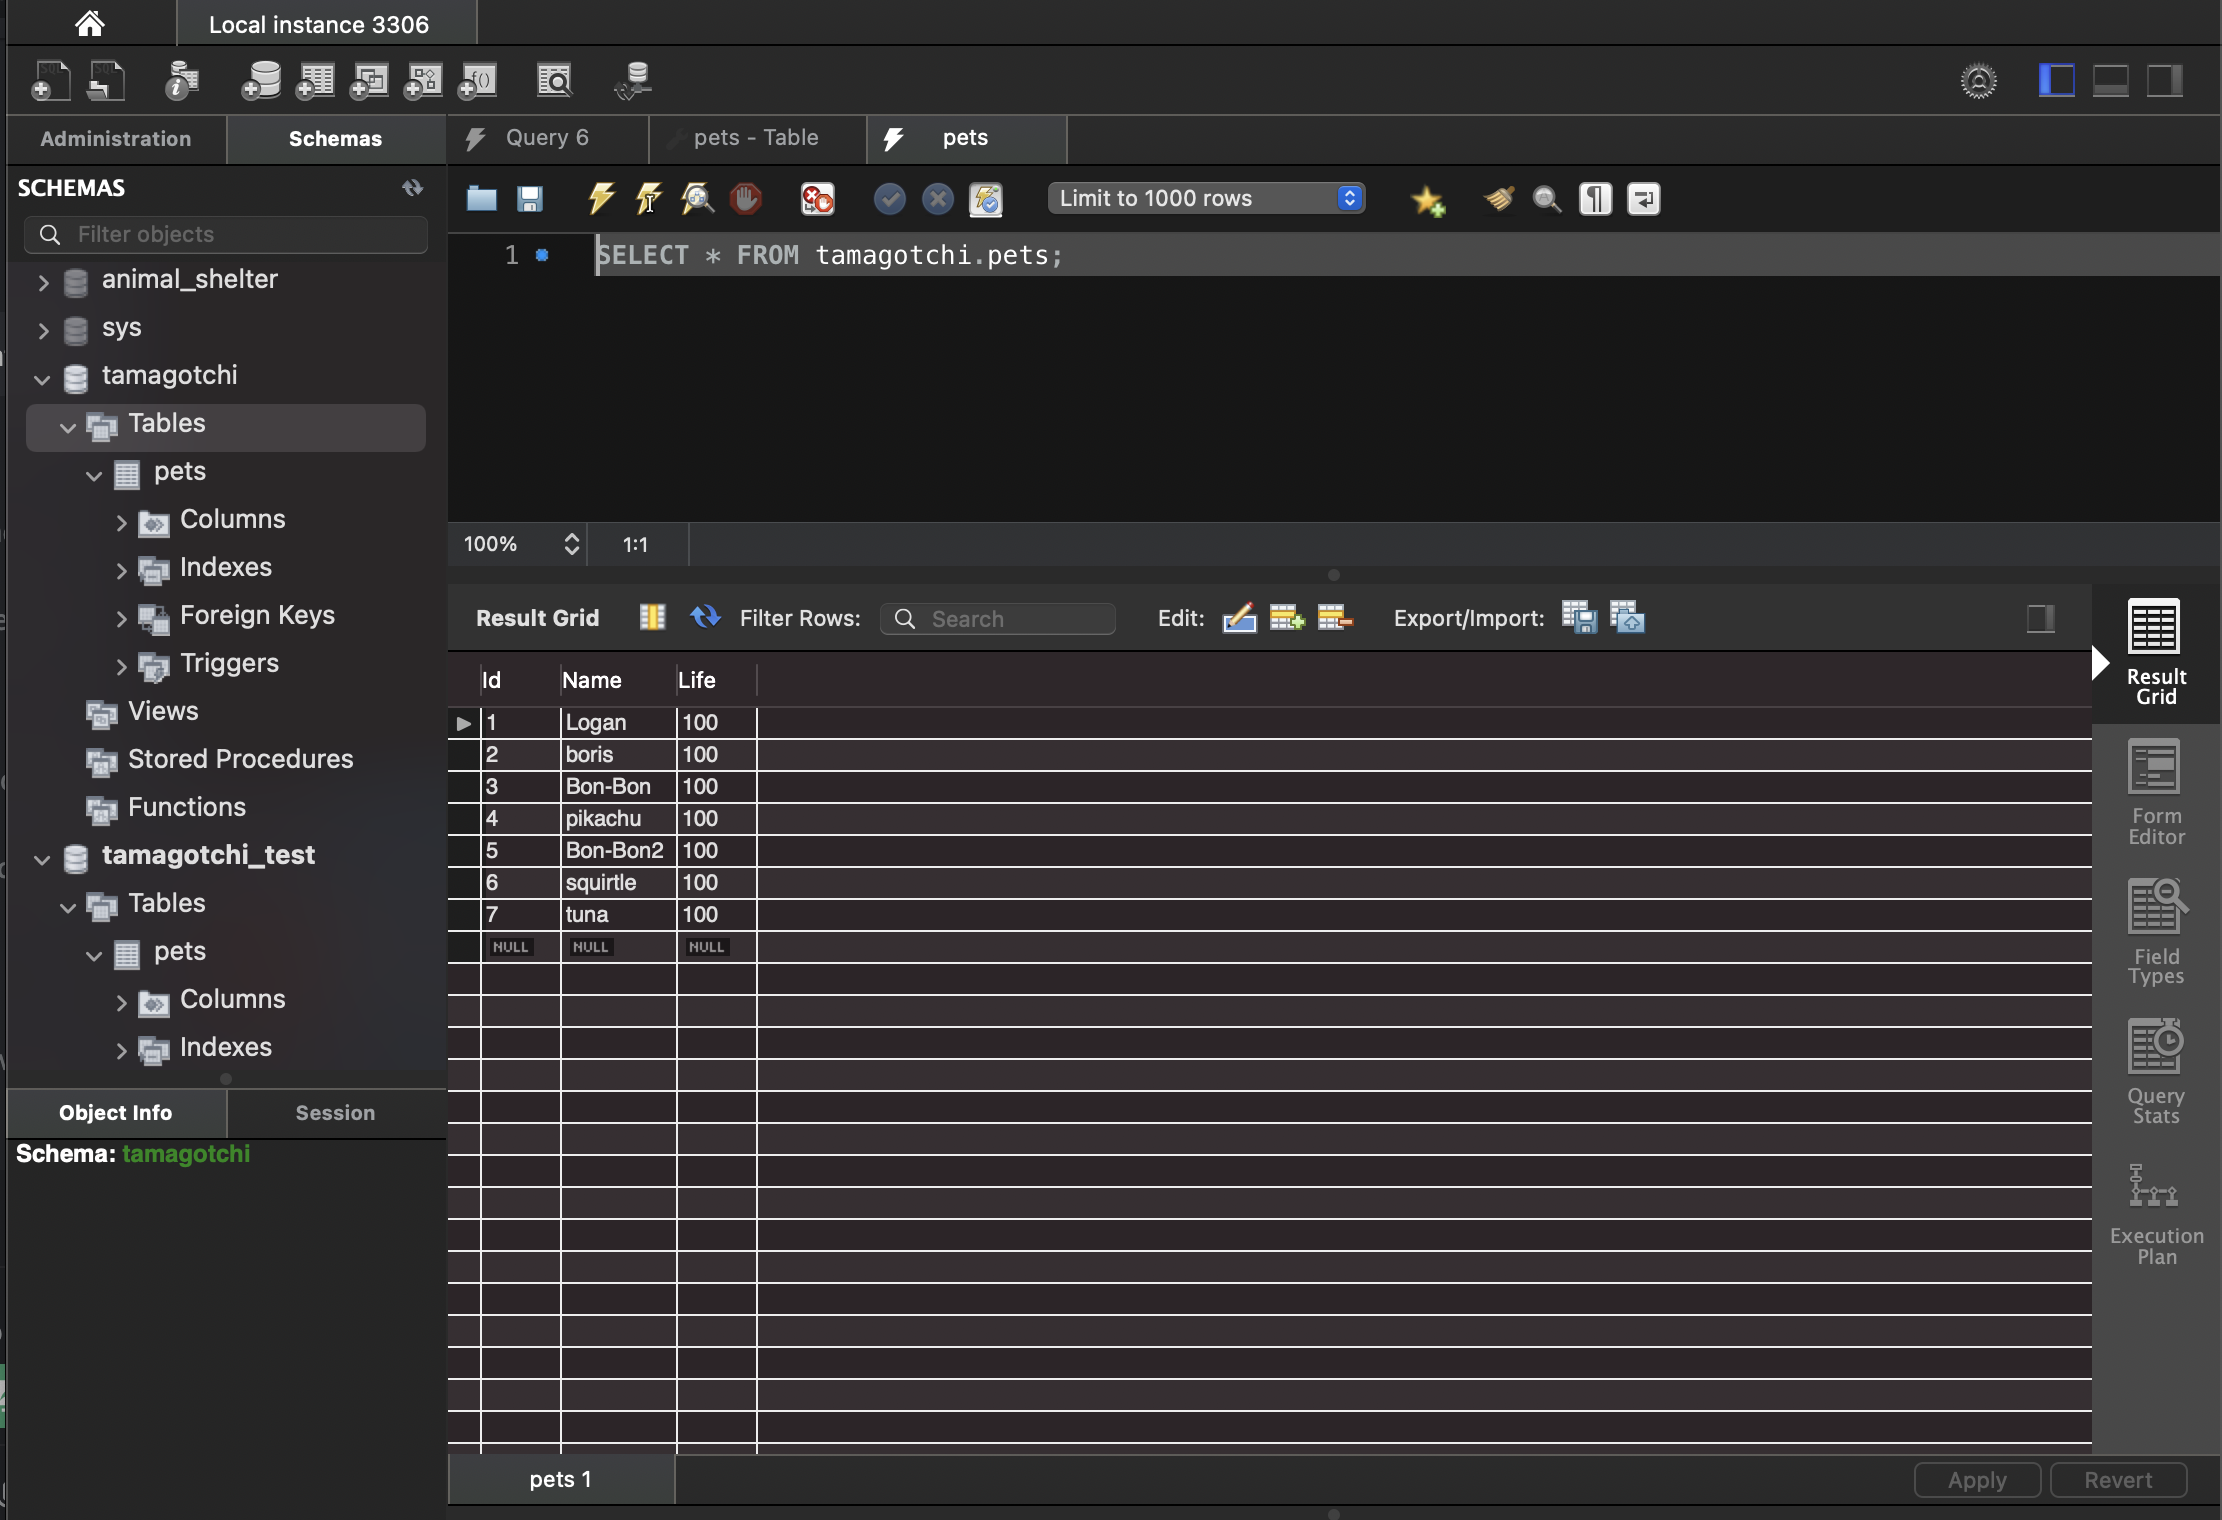 Local instance 3306
Administration
Schemas
Query 6
pets - Table
pets
SCHEMAS
Filter objects
Limit to 1000 rows
1 SELECT * FROM tamagotchi.pets;
animal_shelter
sys
tamagotchi
Tables
pets
Columns
Indexes
Foreign Keys
Triggers
Views
Stored Procedures
Functions
tamagotchi_test
Tables
pets
Columns
Indexes
Object Info
Session
Schema: tamagotchi
100%
1:1
Result Grid
Filter Rows:
Search
Edit:
Export/Import:
Id Name Life
1 Logan 100
2 boris 100
3 Bon-Bon 100
4 pikachu 100
5 Bon-Bon2 100
6 squirtle 100
7 tuna 100
NULL NULL NULL
Result
Grid
Form
Editor
Field
Types
Query
Stats
Execution
Plan
pets 1
Apply
Revert